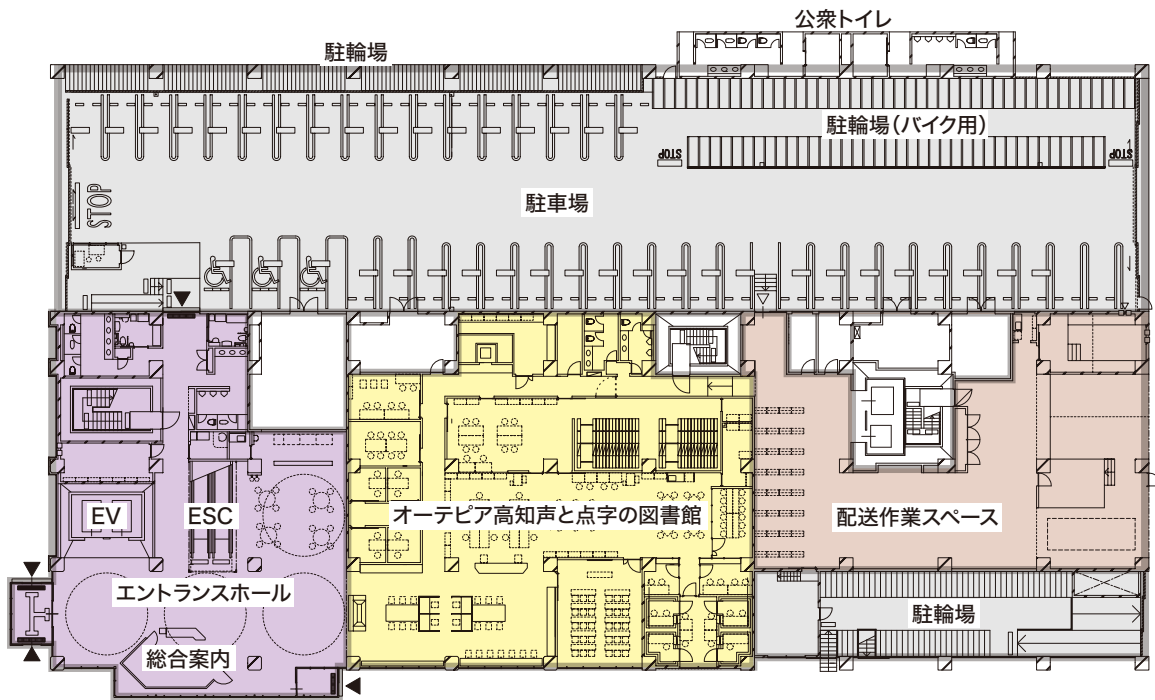 公衆トイレ
駐輪場
駐輪場(バイク用)
STOP
STOP
駐車場
STOP
EV
ESC
オーテピア高知声と点字の図書館
配送作業スペース
エントランスホール
駐輪場
総合案内